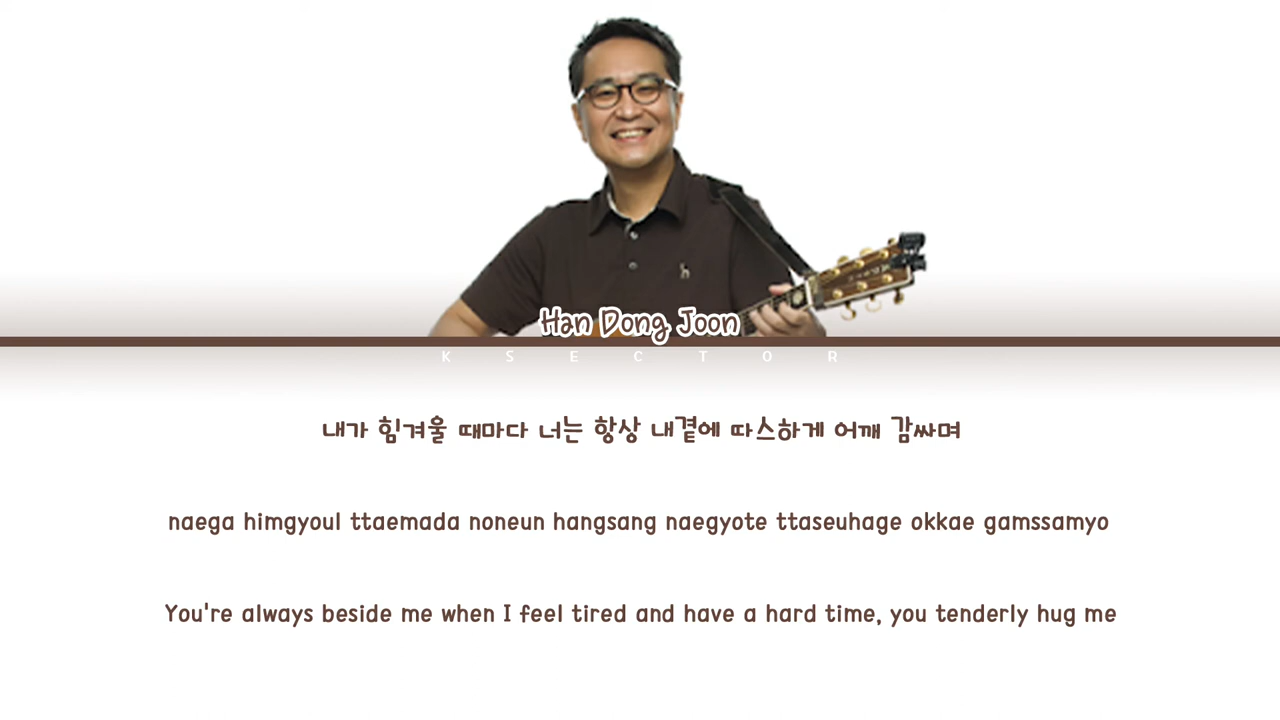 Han Dong Joon
K S E C T O R
내가 힘겨울 때마다 너는 항상 내곁에 따스하게 어깨 감싸며
naega himgyoul ttaemada noneun hangsang naegyote ttaseuhage okkae gamssamyo
You're always beside me when I feel tired and have a hard time, you tenderly hug me